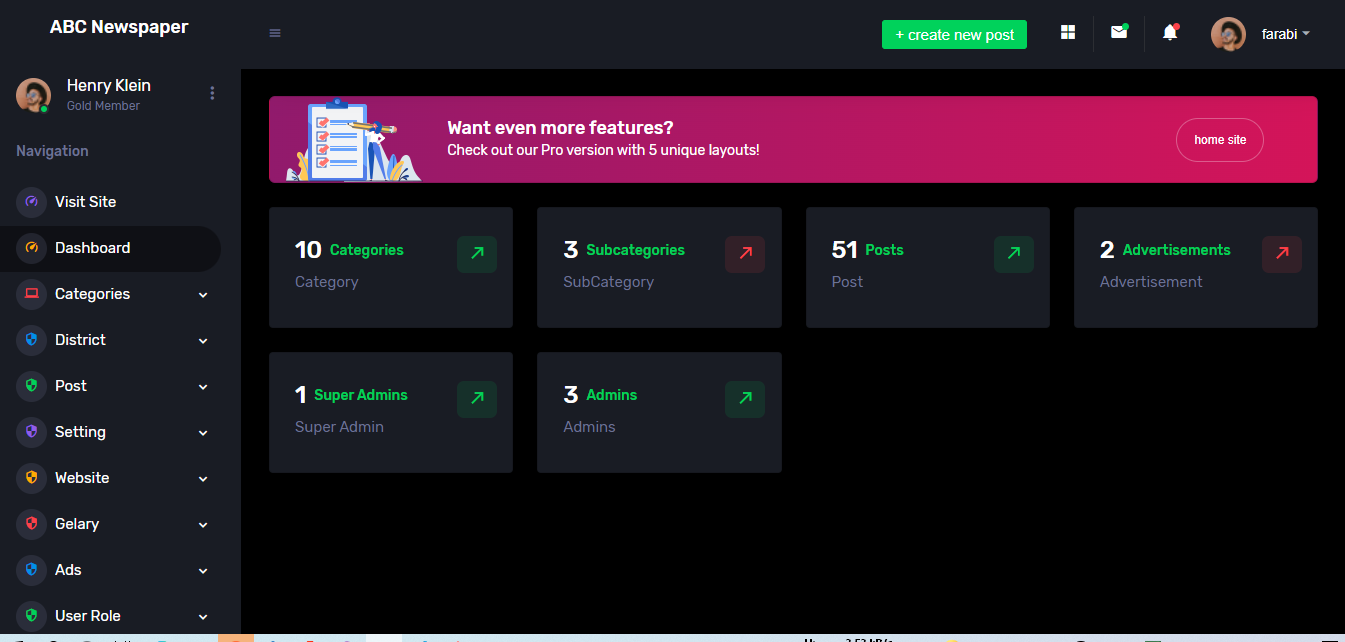 ABC Newspaper
+ create new post
farabi
Henry Klein
Gold Member
Navigation
Visit Site
Dashboard
Categories
District
Post
Setting
Website
Gelary
Ads
User Role
Want even more features?
Check out our Pro version with 5 unique layouts!
home site
10 Categories
Category
3 Subcategories
SubCategory
51 Posts
Post
2 Advertisements
Advertisement
1 Super Admins
Super Admin
3 Admins
Admins